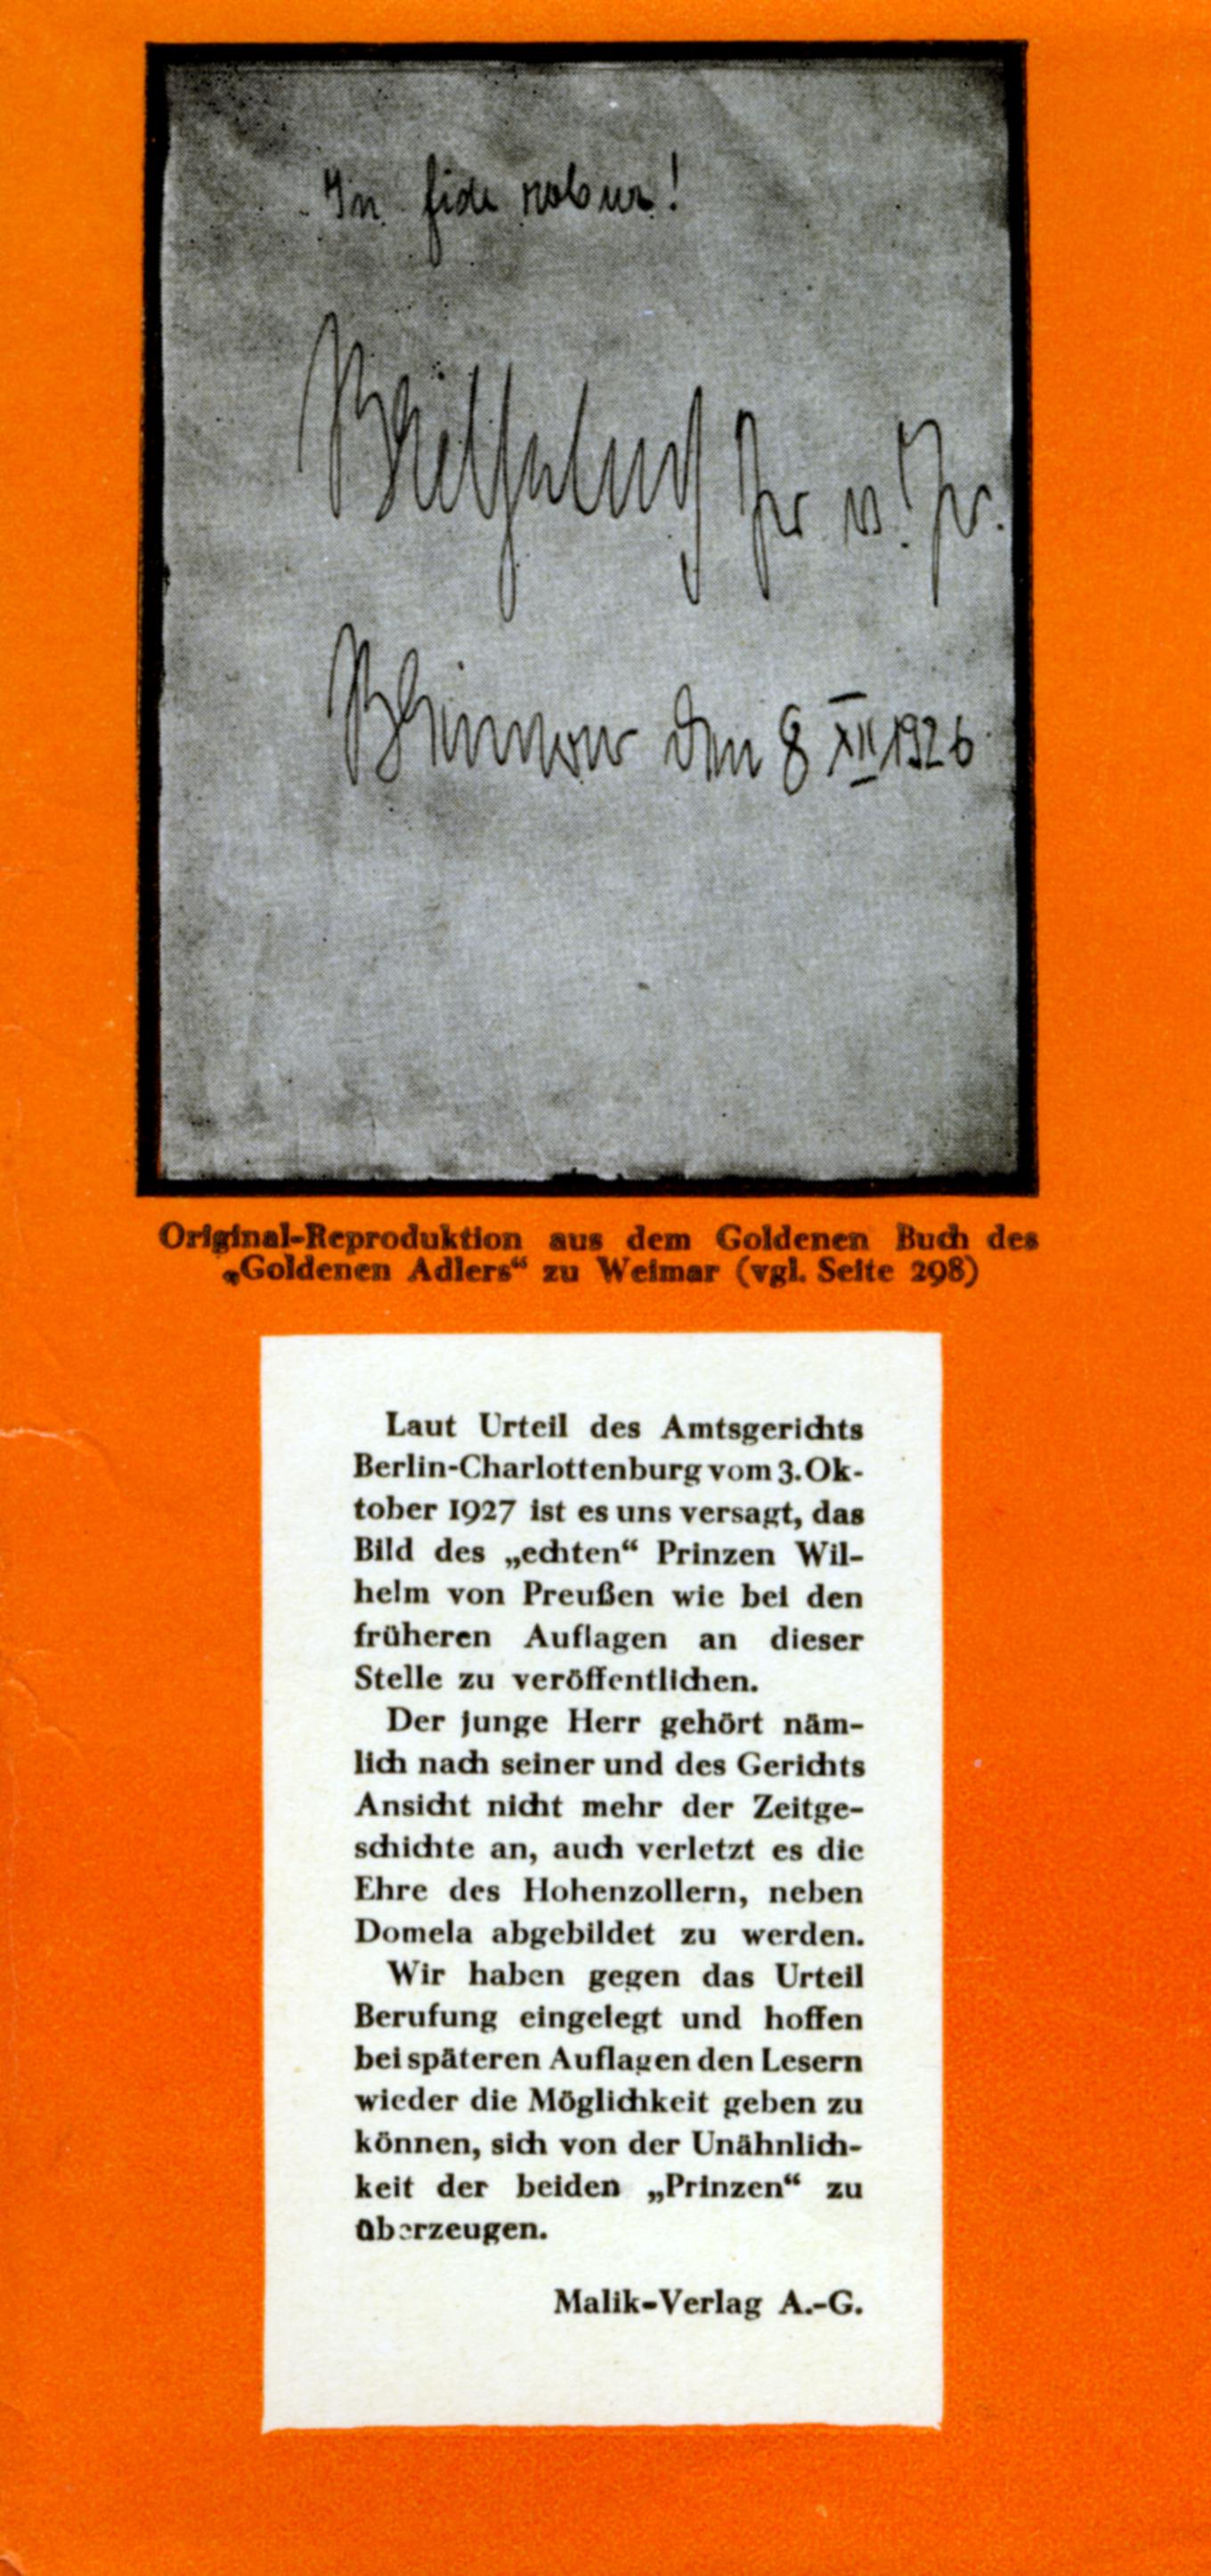 In fide robur!
Wilhelm Pr v. Pr.
den 8 XII 1926
Original-Reproduktion aus dem Goldenen Buch des
„Goldenen Adlers“ zu Weimar (vgl. Seite 298)
Laut Urteil des Amtsgerichts
Berlin-Charlottenburg vom 3. Ok-
tober 1927 ist es uns versagt, das
Bild des „echten“ Prinzen Wil-
helm von Preußen wie bei den
früheren Auflagen an dieser
Stelle zu veröffentlichen.
Der junge Herr gehört näm-
lich nach seiner und des Gerichts
Ansicht nicht mehr der Zeitge-
schichte an, auch verletzt es die
Ehre des Hohenzollern, neben
Domela abgebildet zu werden.
Wir haben gegen das Urteil
Berufung eingelegt und hoffen
bei späteren Auflagen den Lesern
wieder die Möglichkeit geben zu
können, sich von der Unähnlich-
keit der beiden „Prinzen“ zu
überzeugen.
Malik-Verlag A.-G.